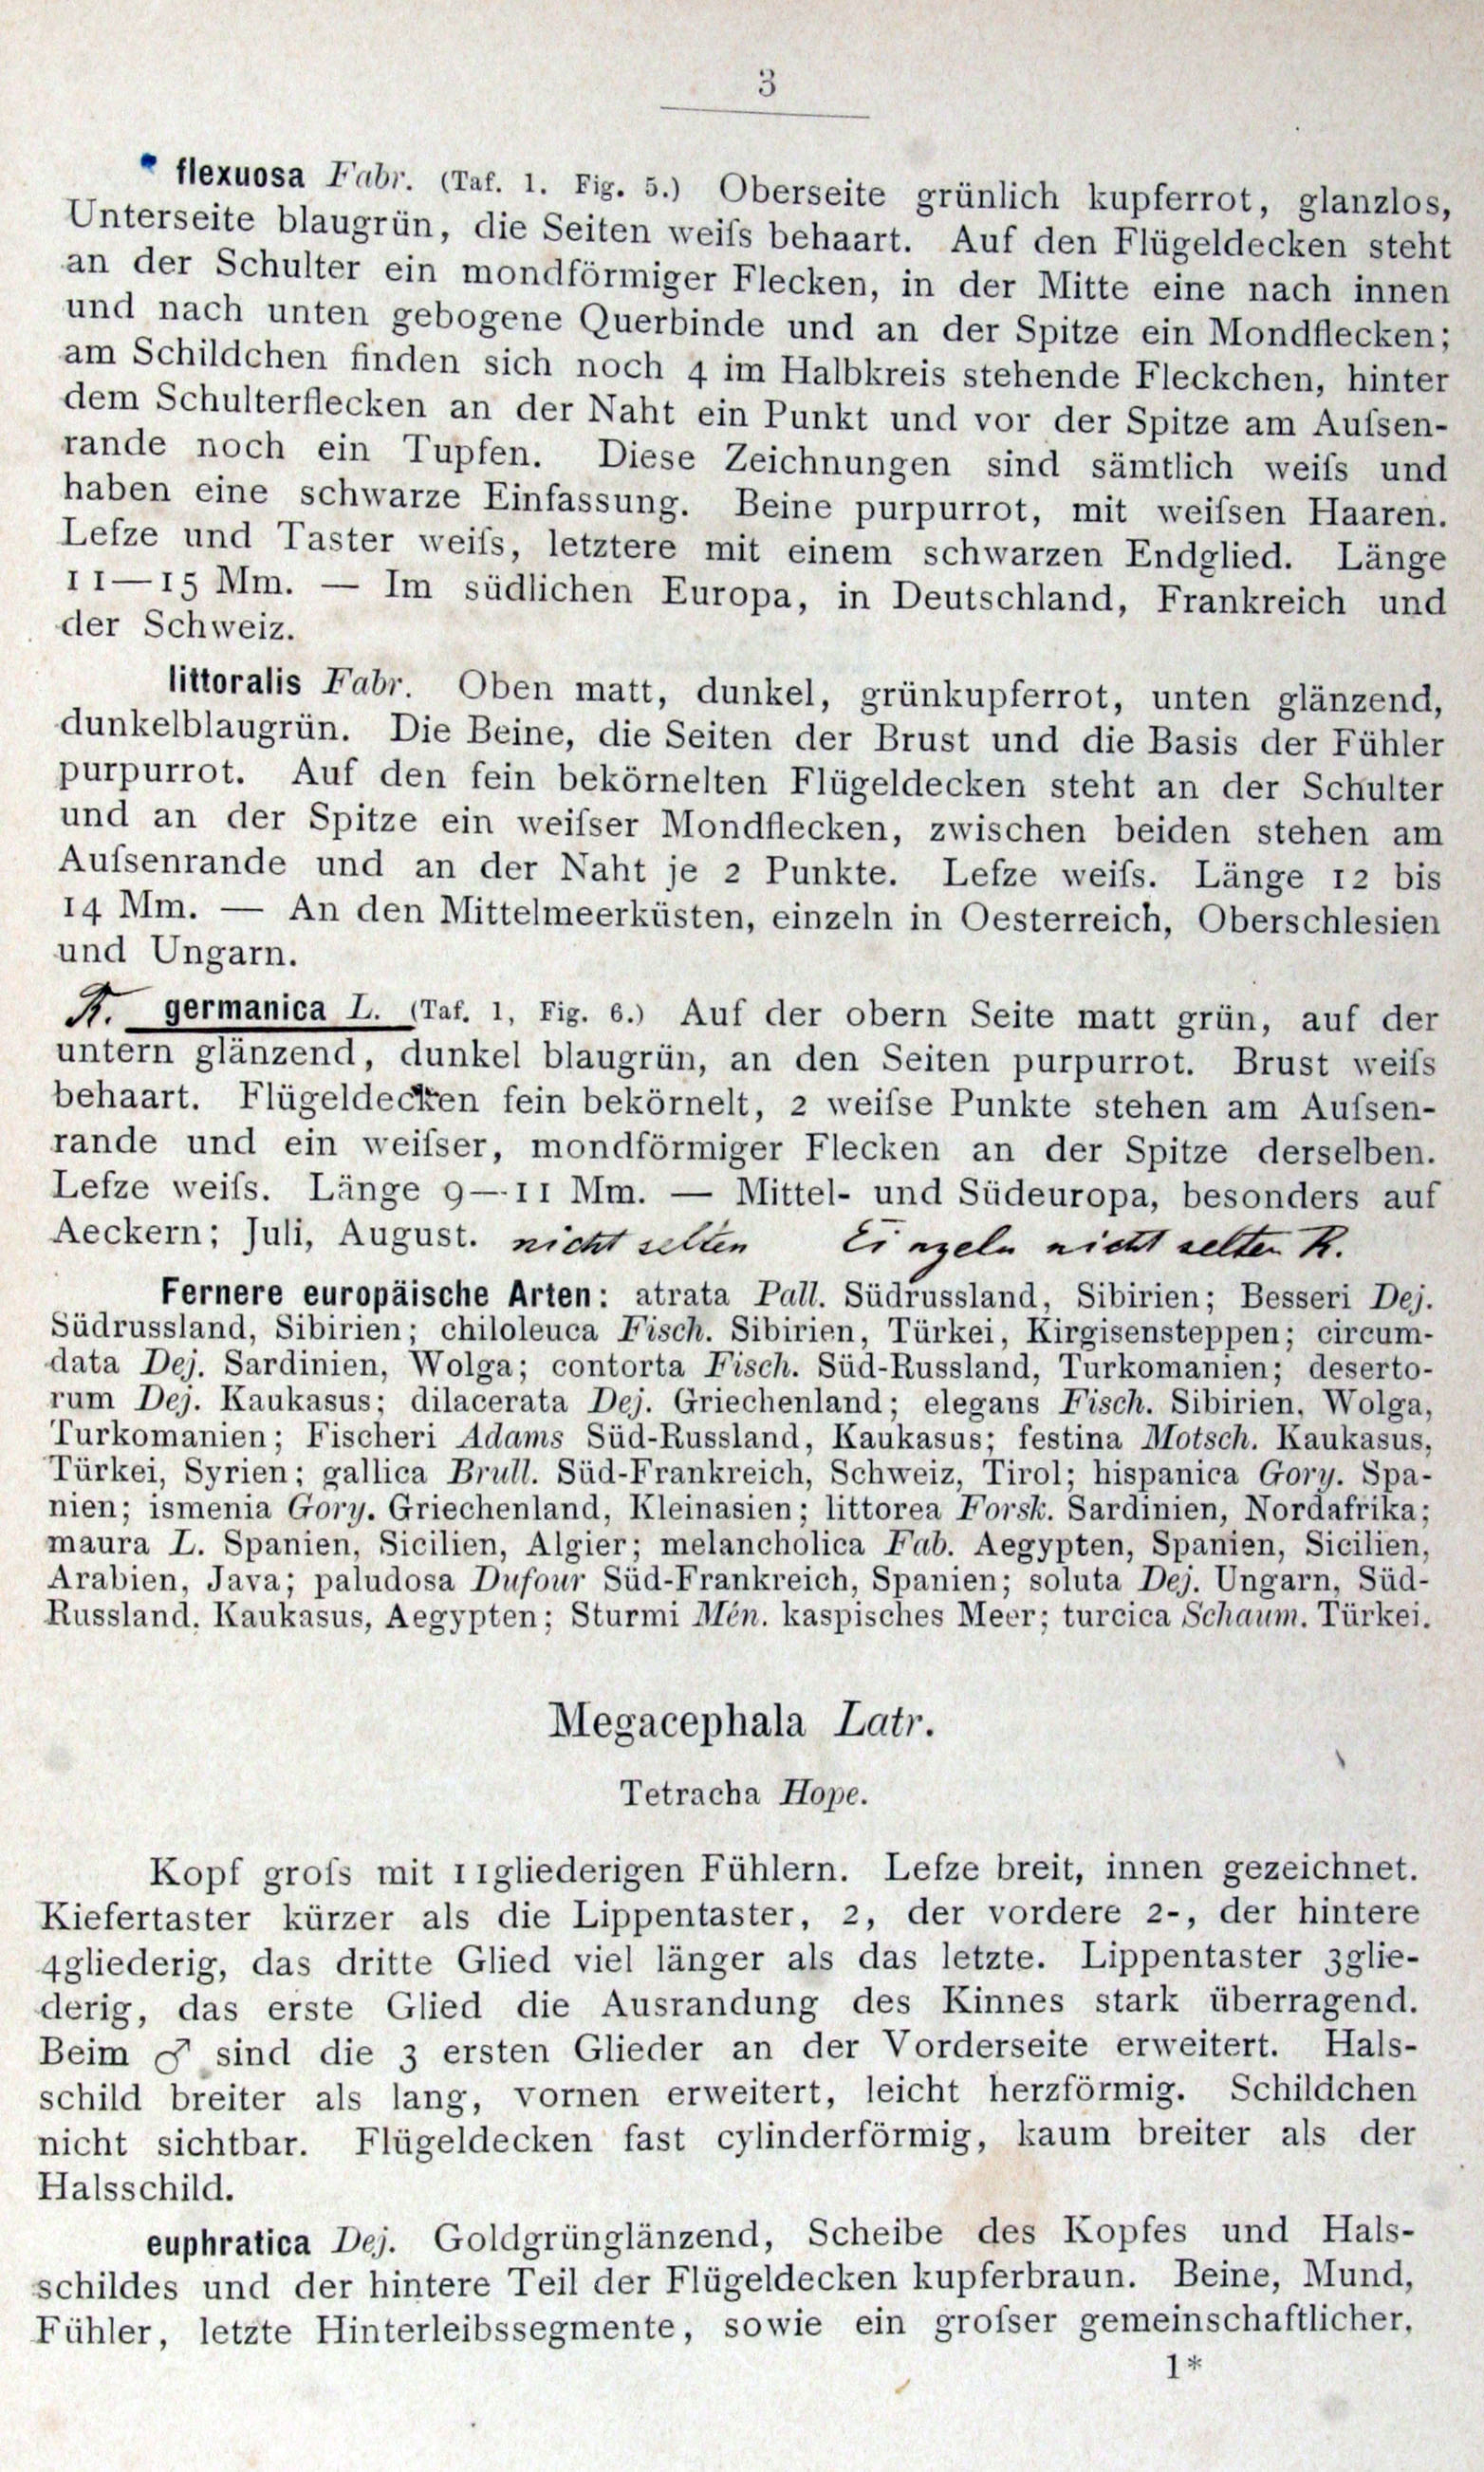 3
flexuosa Fabr. (Taf. 1. Fig. 5.) Oberseite grünlich kupferrot, glanzlos,
Unterseite blaugrün, die Seiten weiſs behaart. Auf den Flügeldecken steht
an der Schulter ein mondförmiger Flecken, in der Mitte eine nach innen
und nach unten gebogene Querbinde und an der Spitze ein Mondflecken;
am Schildchen finden sich noch 4 im Halbkreis stehende Fleckchen, hinter
dem Schulterflecken an der Naht ein Punkt und vor der Spitze am Auſsen-
rande noch ein Tupfen. Diese Zeichnungen sind sämtlich weiſs und
haben eine schwarze Einfassung. Beine purpurrot, mit weiſsen Haaren.
Lefze und Taster weiſs, letztere mit einem schwarzen Endglied. Länge
11—15 Mm. — Im südlichen Europa, in Deutschland, Frankreich und
der Schweiz.
littoralis Fabr. Oben matt, dunkel, grünkupferrot, unten glänzend,
dunkelblaugrün. Die Beine, die Seiten der Brust und die Basis der Fühler
purpurrot. Auf den fein bekörnelten Flügeldecken steht an der Schulter
und an der Spitze ein weiſser Mondflecken, zwischen beiden stehen am
Auſsenrande und an der Naht je 2 Punkte. Lefze weiſs. Länge 12 bis
14 Mm. — An den Mittelmeerküsten, einzeln in Oesterreich, Oberschlesien
und Ungarn.
R. germanica L. (Taf. 1, Fig. 6.) Auf der obern Seite matt grün, auf der
untern glänzend, dunkel blaugrün, an den Seiten purpurrot. Brust weiſs
behaart. Flügeldecken fein bekörnelt, 2 weiſse Punkte stehen am Auſsen-
rande und ein weiſser, mondförmiger Flecken an der Spitze derselben.
Lefze weiſs. Länge 9—11 Mm. — Mittel- und Südeuropa, besonders auf
Aeckern; Juli, August. nicht selten Einzeln nicht selten R.
Fernere europäische Arten: atrata Pall. Südrussland, Sibirien; Besseri Dej.
Südrussland, Sibirien; chiloleuca Fisch. Sibirien, Türkei, Kirgisensteppen; circum-
data Dej. Sardinien, Wolga; contorta Fisch. Süd-Russland, Turkomanien; deserto-
rum Dej. Kaukasus; dilacerata Dej. Griechenland; elegans Fisch. Sibirien, Wolga,
Turkomanien; Fischeri Adams Süd-Russland, Kaukasus; festina Motsch. Kaukasus,
Türkei, Syrien; gallica Brull. Süd-Frankreich, Schweiz, Tirol; hispanica Gory. Spa-
nien; ismenia Gory. Griechenland, Kleinasien; littorea Forsk. Sardinien, Nordafrika;
maura L. Spanien, Sicilien, Algier; melancholica Fab. Aegypten, Spanien, Sicilien,
Arabien, Java; paludosa Dufour Süd-Frankreich, Spanien; soluta Dej. Ungarn, Süd-
Russland, Kaukasus, Aegypten; Sturmi Mén. kaspisches Meer; turcica Schaum. Türkei.
Megacephala Latr.
Tetracha Hope.
Kopf groſs mit 11gliederigen Fühlern. Lefze breit, innen gezeichnet.
Kiefertaster kürzer als die Lippentaster, 2, der vordere 2-, der hintere
4gliederig, das dritte Glied viel länger als das letzte. Lippentaster 3glie-
derig, das erste Glied die Ausrandung des Kinnes stark überragend.
Beim ♂ sind die 3 ersten Glieder an der Vorderseite erweitert. Hals-
schild breiter als lang, vornen erweitert, leicht herzförmig. Schildchen
nicht sichtbar. Flügeldecken fast cylinderförmig, kaum breiter als der
Halsschild.
euphratica Dej. Goldgrünglänzend, Scheibe des Kopfes und Hals-
schildes und der hintere Teil der Flügeldecken kupferbraun. Beine, Mund,
Fühler, letzte Hinterleibssegmente, sowie ein groſser gemeinschaftlicher,
1*